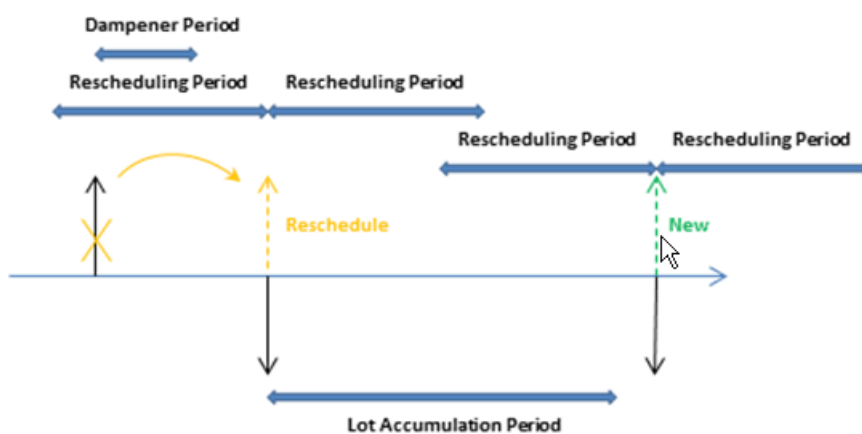 Dampener Period
Rescheduling Period
Rescheduling Period
Rescheduling Period
Rescheduling Period
Reschedule
New
Lot Accumulation Period